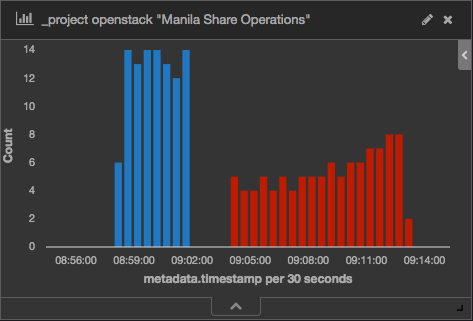 _project openstack "Manila Share Operations"
14
12
10
8
6
4
2
0
Count
08:56:00 08:59:00 09:02:00 09:05:00 09:08:00 09:11:00 09:14:00
metadata.timestamp per 30 seconds